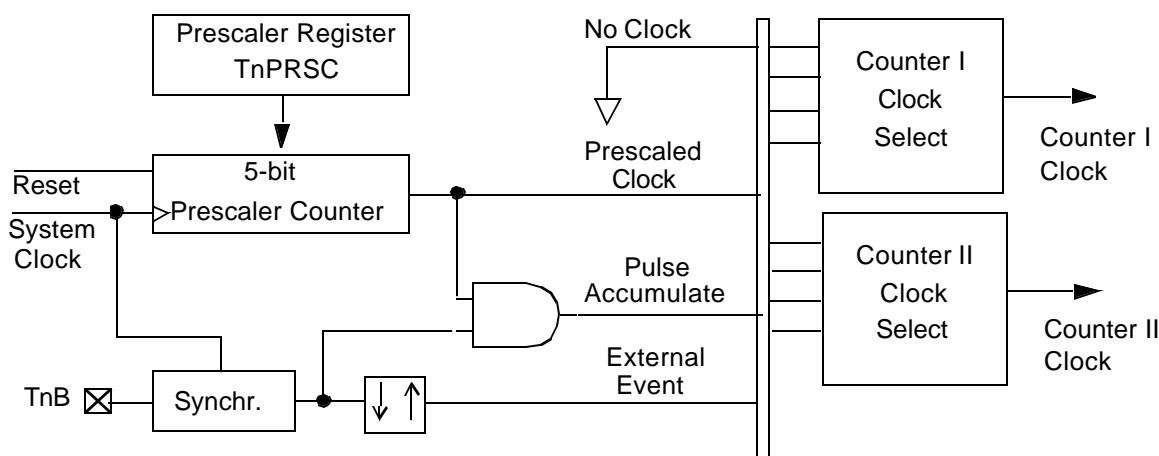 Prescaler Register
TnPRSC
No Clock
Counter I
Clock
Select
Counter I
Clock
Prescaled
Clock
5-bit
Prescaler Counter
Reset
System
Clock
Counter II
Clock
Select
Counter II
Clock
Pulse
Accumulate
External
Event
TnB
Synchr.